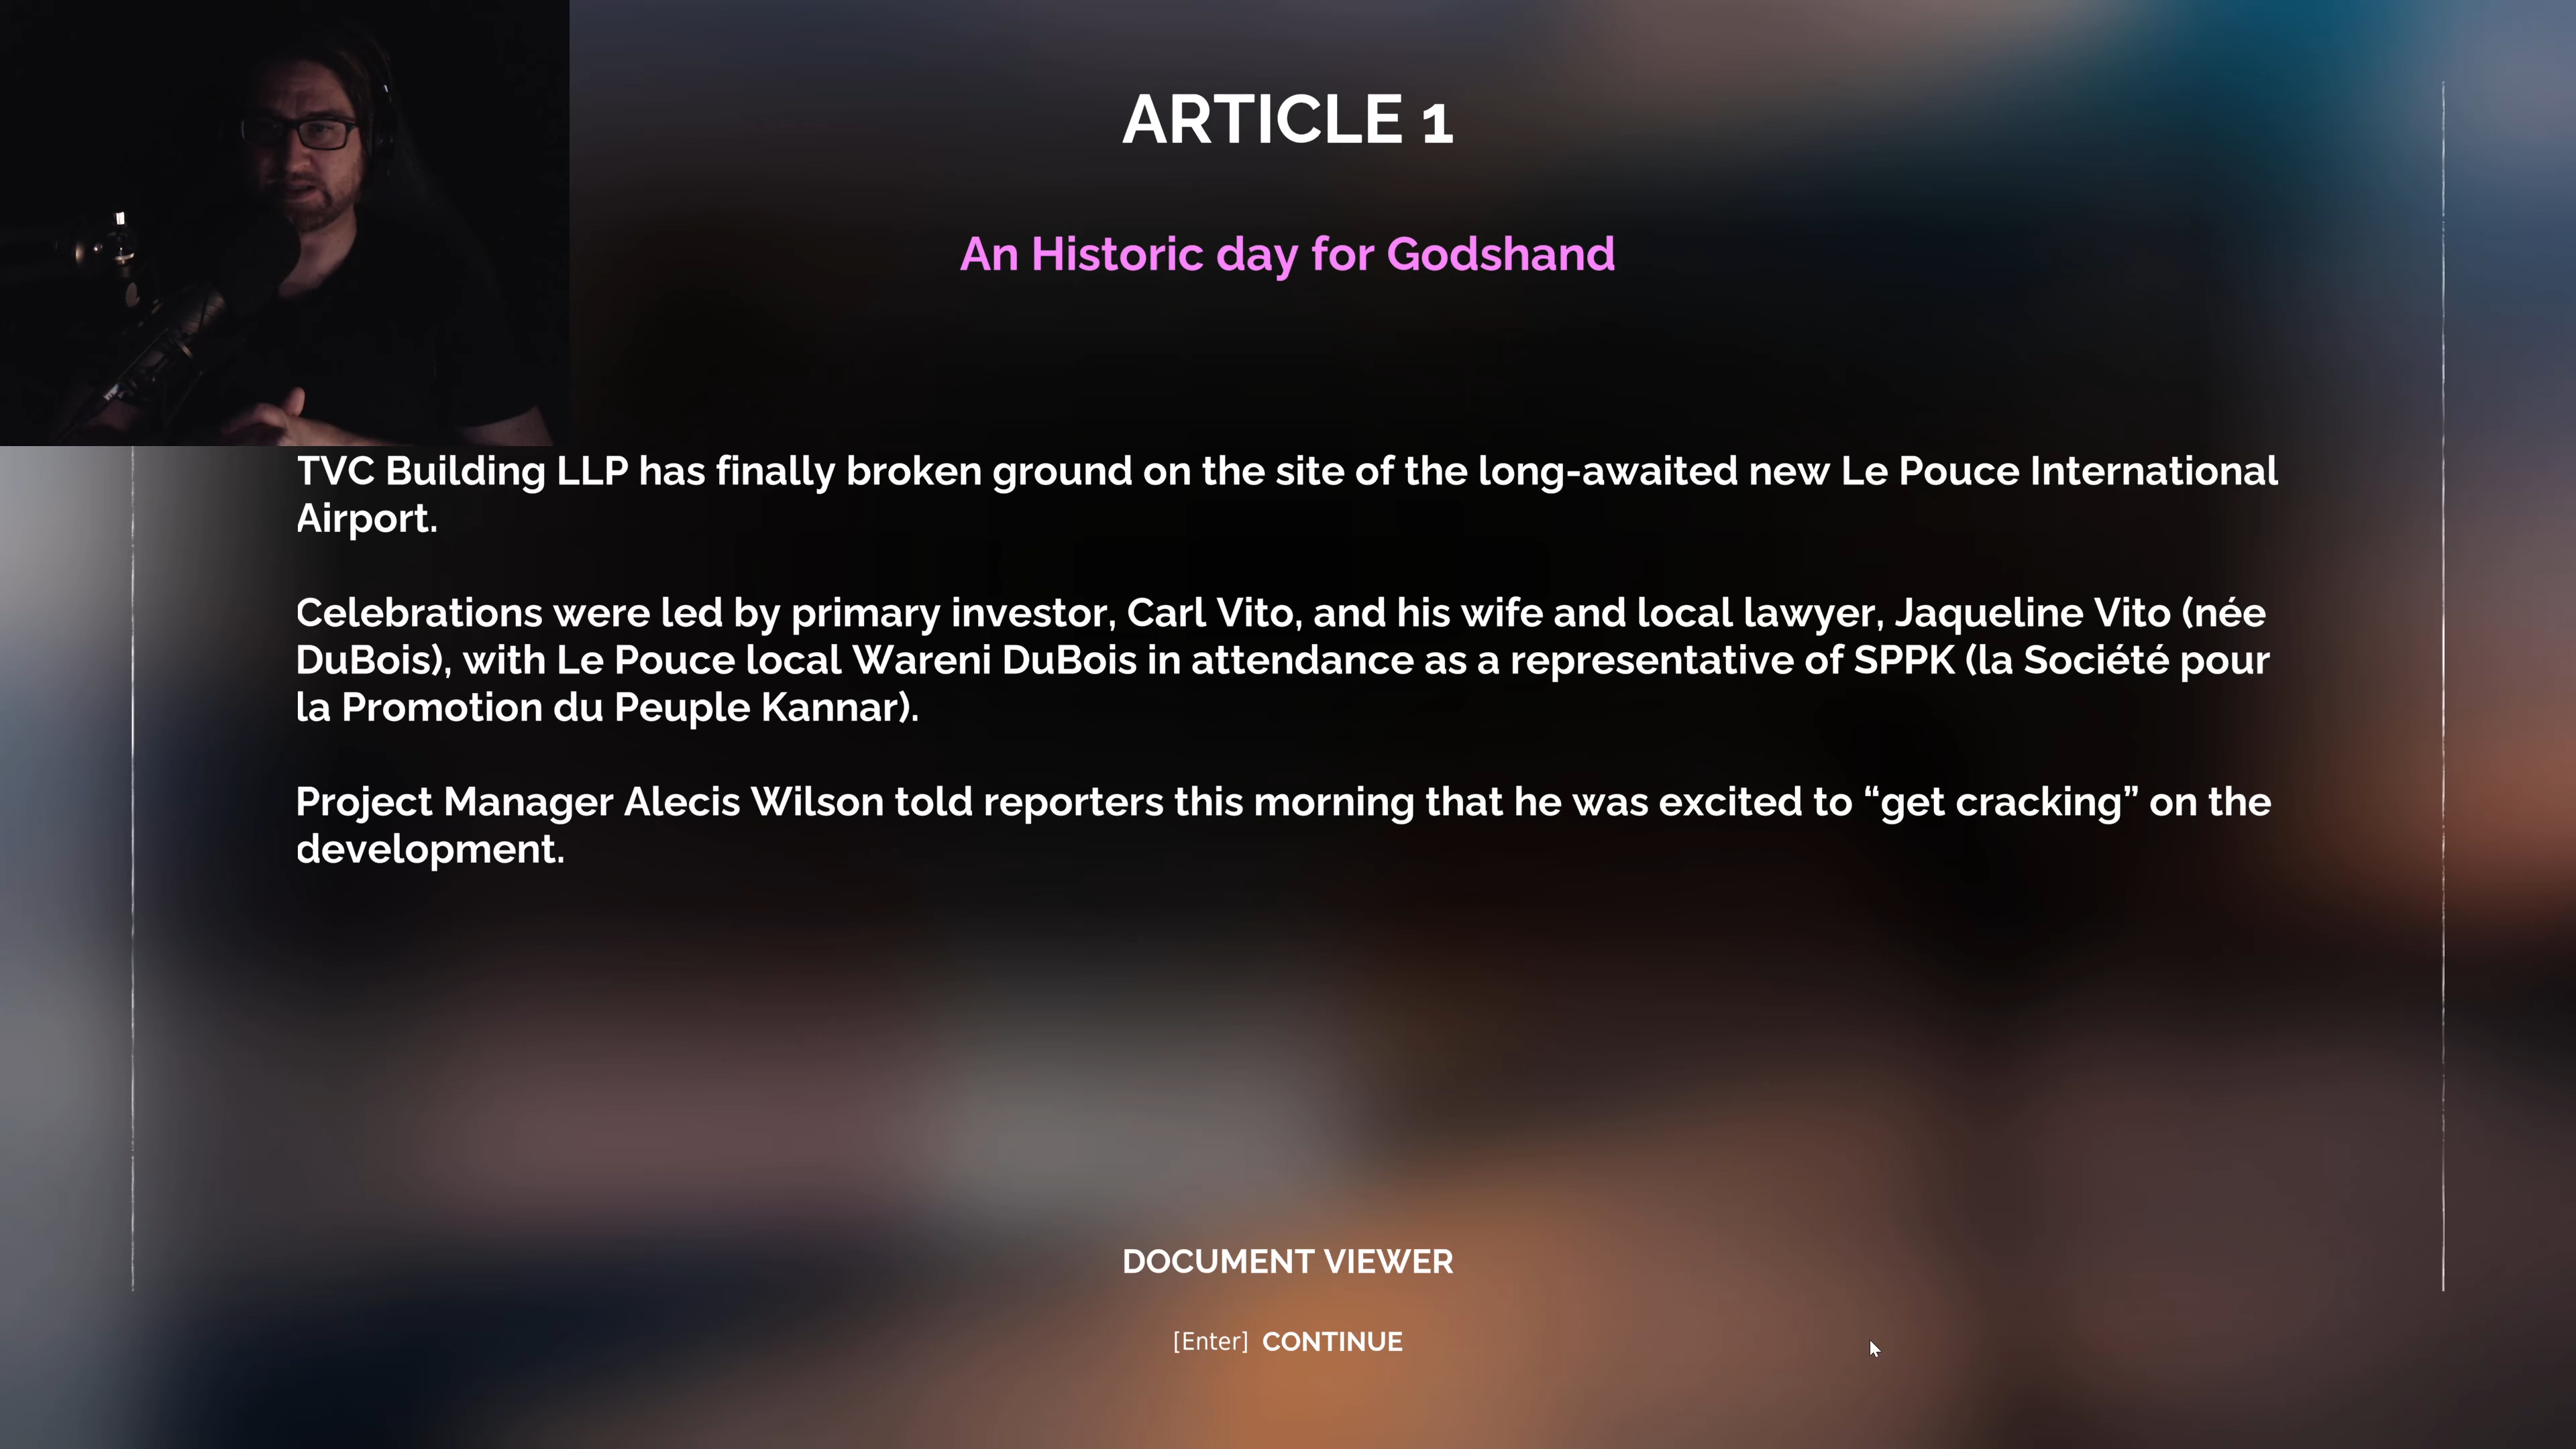 ARTICLE 1
An Historic day for Godshand
TVC Building LLP has finally broken ground on the site of the long-awaited new Le Pouce International
Airport.
Celebrations were led by primary investor, Carl Vito, and his wife and local lawyer, Jaqueline Vito (née
DuBois), with Le Pouce local Wareni DuBois in attendance as a representative of SPPK (la Société pour
la Promotion du Peuple Kannar).
Project Manager Alecis Wilson told reporters this morning that he was excited to “get cracking” on the
development.
DOCUMENT VIEWER
[Enter] CONTINUE